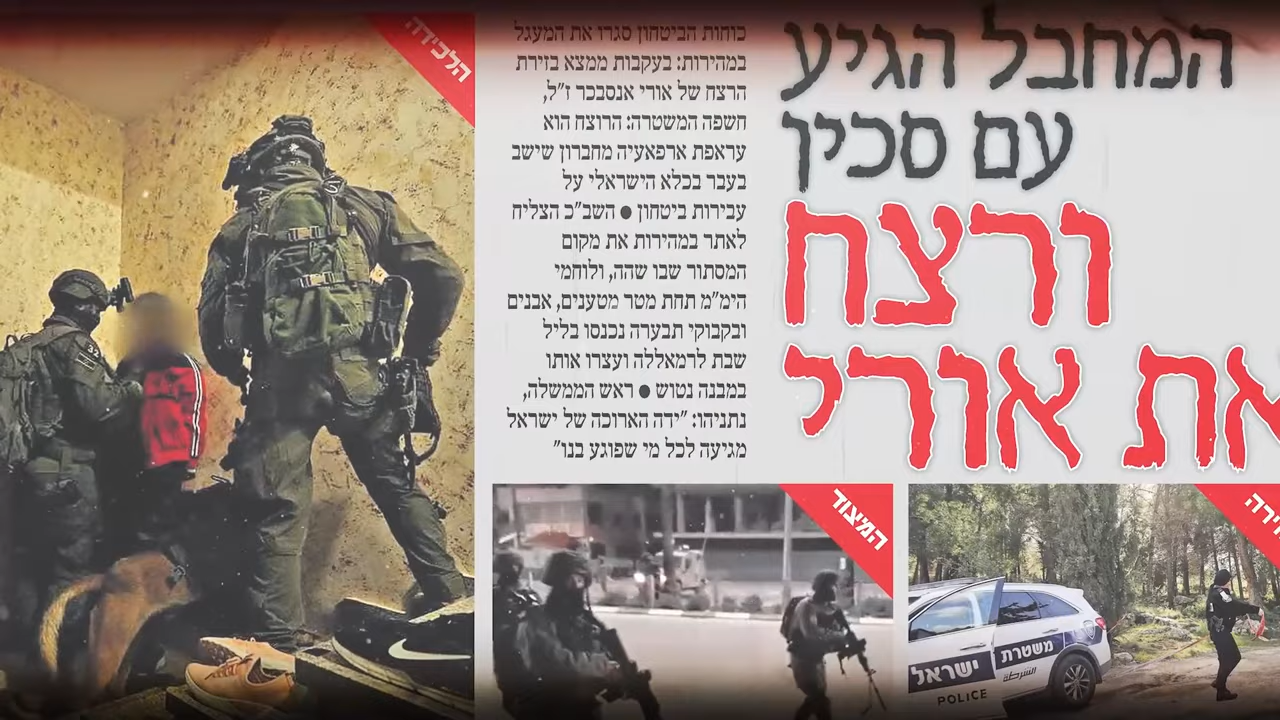 המחבל הגיע
עם סכין
ורצח
את אורי
כוחות הביטחון סגרו את המעגל
במהירות: בעקבות ממצא בזירת
הרצח של אורי אנסבכר ז"ל,
חשפה המשטרה: הרוצח הוא
עראפת ארפאעיה מחברון שישב
בעבר בכלא הישראלי על
עבירות ביטחון ● השב"כ הצליח
לאתר במהירות את מקום
המסתור שבו שהה, ולוחמי
הימ"מ תחת מטר מטענים, אבנים
ובקבוקי תבערה נכנסו בליל
שבת לרמאללה ועצרו אותו
במבנה נטוש ● ראש הממשלה,
נתניהו: "ידה הארוכה של ישראל
מגיעה לכל מי שפוגע בנו"
הלכידה
המצוד
משטרת
ישראל
الشرطة
POLICE
32